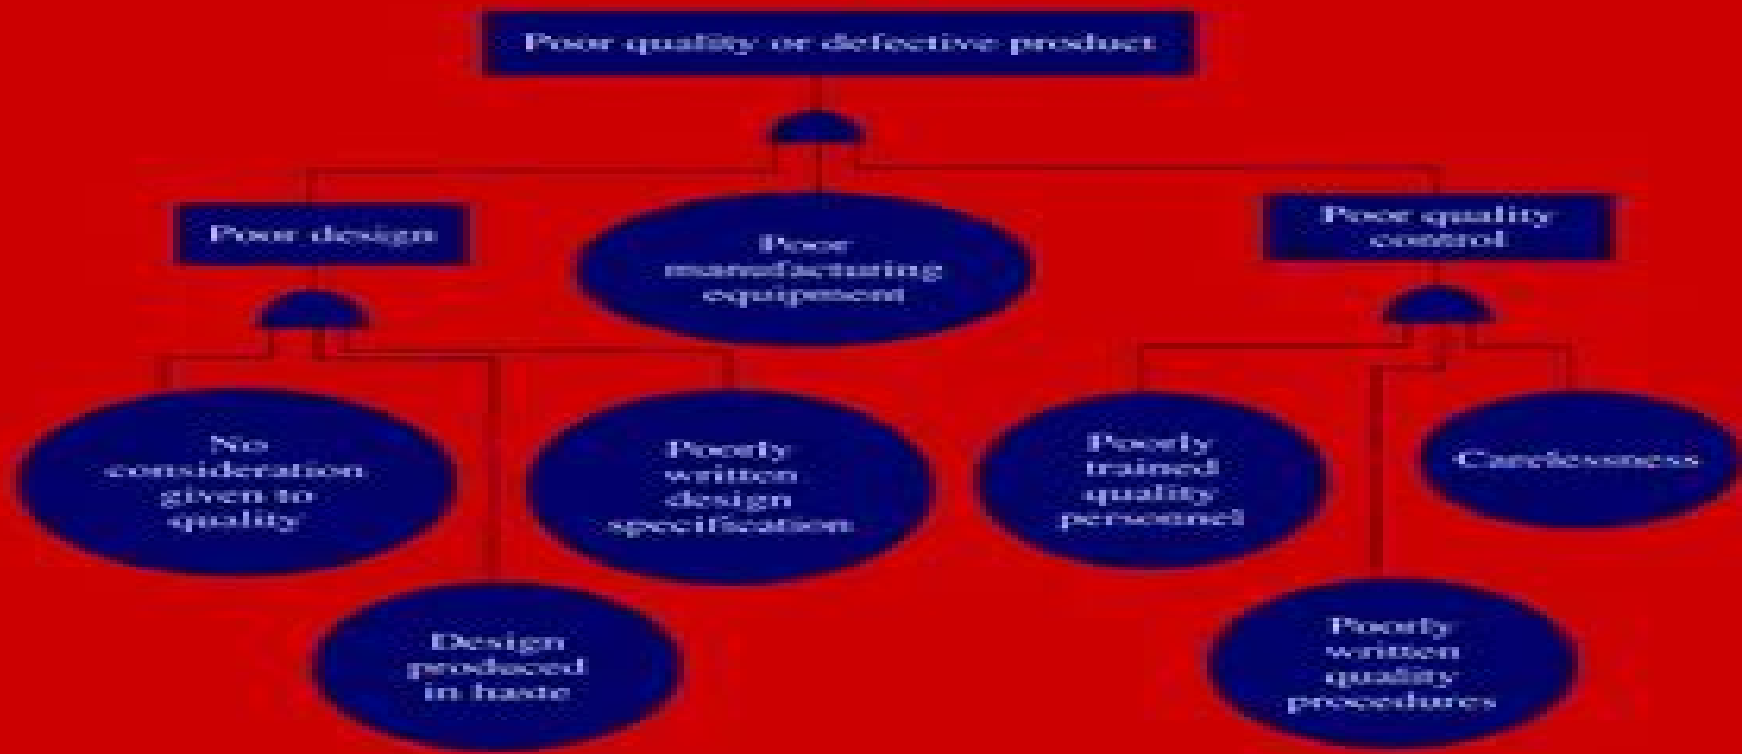 Poor quality or defective product
Poor design
Poor
manufacturing
equipment
Poor quality
control
No
consideration
given to
quality
Poorly
written
design
specification
Poorly
trained
quality
personnel
Carelessness
Design
produced
in haste
Poorly
written
quality
procedures